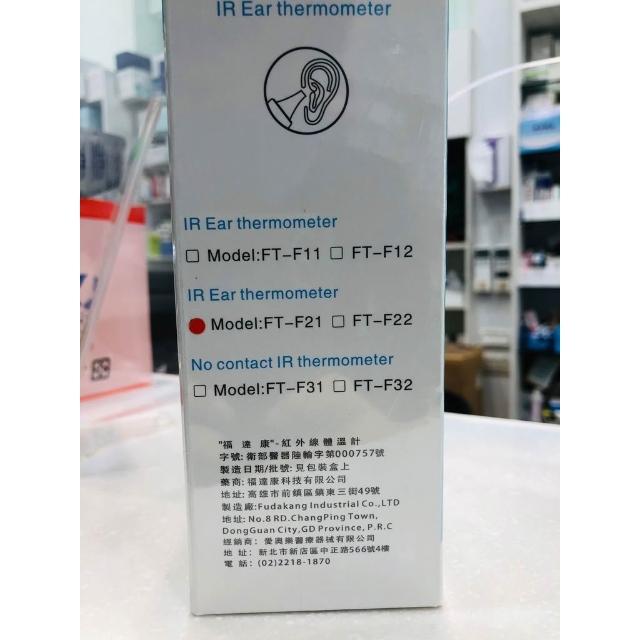 IR Ear thermometer
IR Ear thermometer
□ Model:FT-F11 □ FT-F12
IR Ear thermometer
Model:FT-F21 □ FT-F22
No contact IR thermometer
□ Model:FT-F31 □ FT-F32
"福達康"-紅外線體溫計
字號:衛部醫器陸輸字第000757號
製造日期/批號:見包裝盒上
藥商:福達康科技有限公司
地址:高雄市前鎮區鎮東三街49號
製造廠:Fudakang Industrial Co.,LTD
地址:No.8 RD.ChangPing Town,
DongGuan City,GD Province, P.R.C
經銷商:愛奧樂醫療器械有限公司
地址:新北市新店區中正路566號4樓
電話:(02)2218-1870